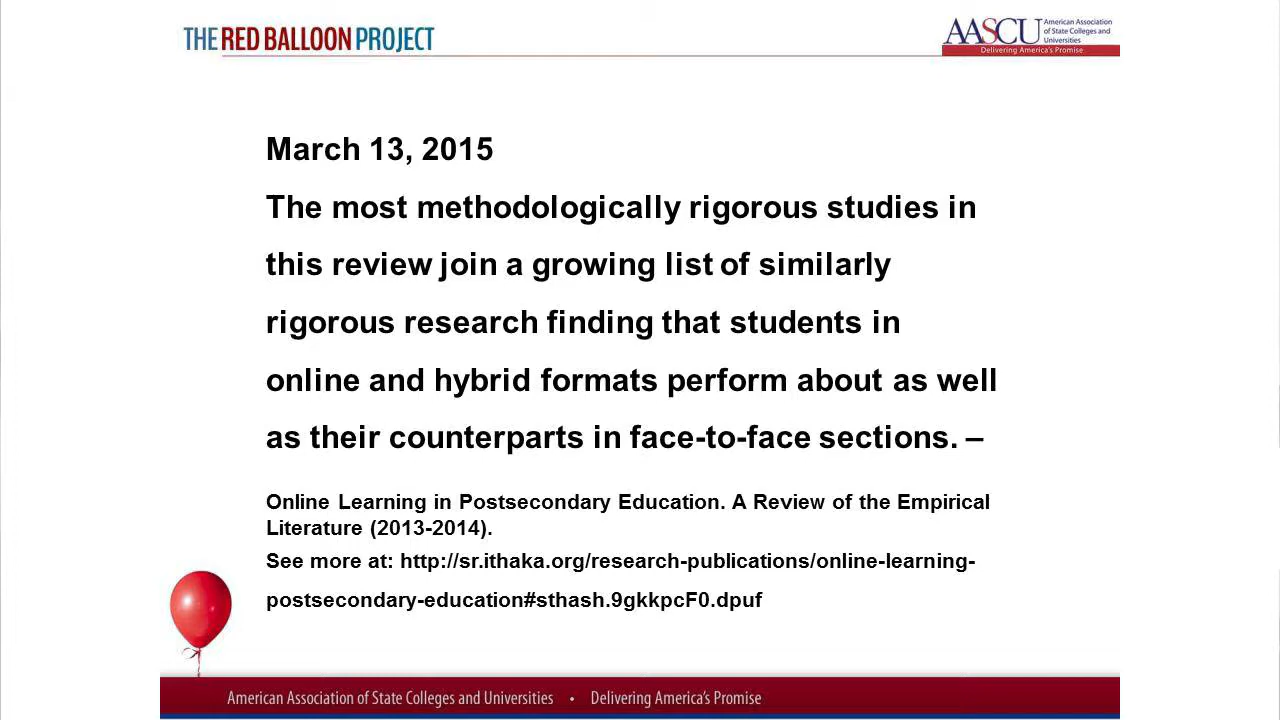 THE RED BALLOON PROJECT
AASCU
American Association
of State Colleges and
Universities
Delivering America's Promise
March 13, 2015
The most methodologically rigorous studies in
this review join a growing list of similarly
rigorous research finding that students in
online and hybrid formats perform about as well
as their counterparts in face-to-face sections. –
Online Learning in Postsecondary Education. A Review of the Empirical
Literature (2013-2014).
See more at: http://sr.ithaka.org/research-publications/online-learning-
postsecondary-education#sthash.9gkkpcF0.dpuf
American Association of State Colleges and Universities • Delivering America's Promise